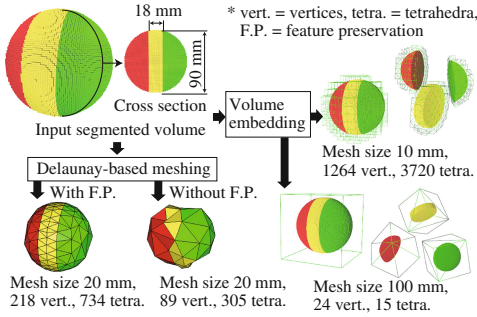 18 mm
* vert. = vertices, tetra. = tetrahedra,
F.P. = feature preservation
90 mm
Cross section
Input segmented volume
Volume
embedding
Delaunay-based meshing
With F.P.
Without F.P.
Mesh size 10 mm,
1264 vert., 3720 tetra.
Mesh size 20 mm,
218 vert., 734 tetra.
Mesh size 20 mm,
89 vert., 305 tetra.
Mesh size 100 mm,
24 vert., 15 tetra.